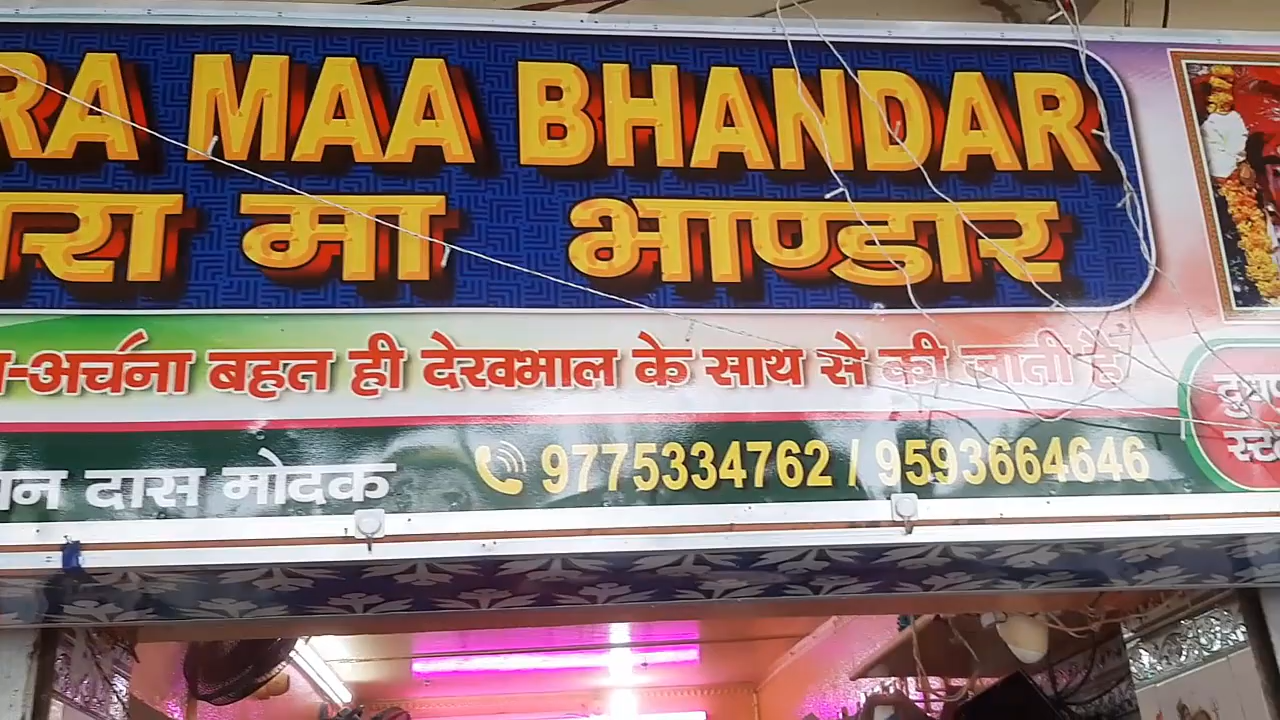 RA MAA BHANDAR
रा मा भाण्डार
-अर्चना बहुत ही देखभाल के साथ से की जाती है
दास मोदक
9775334762 / 9593664646